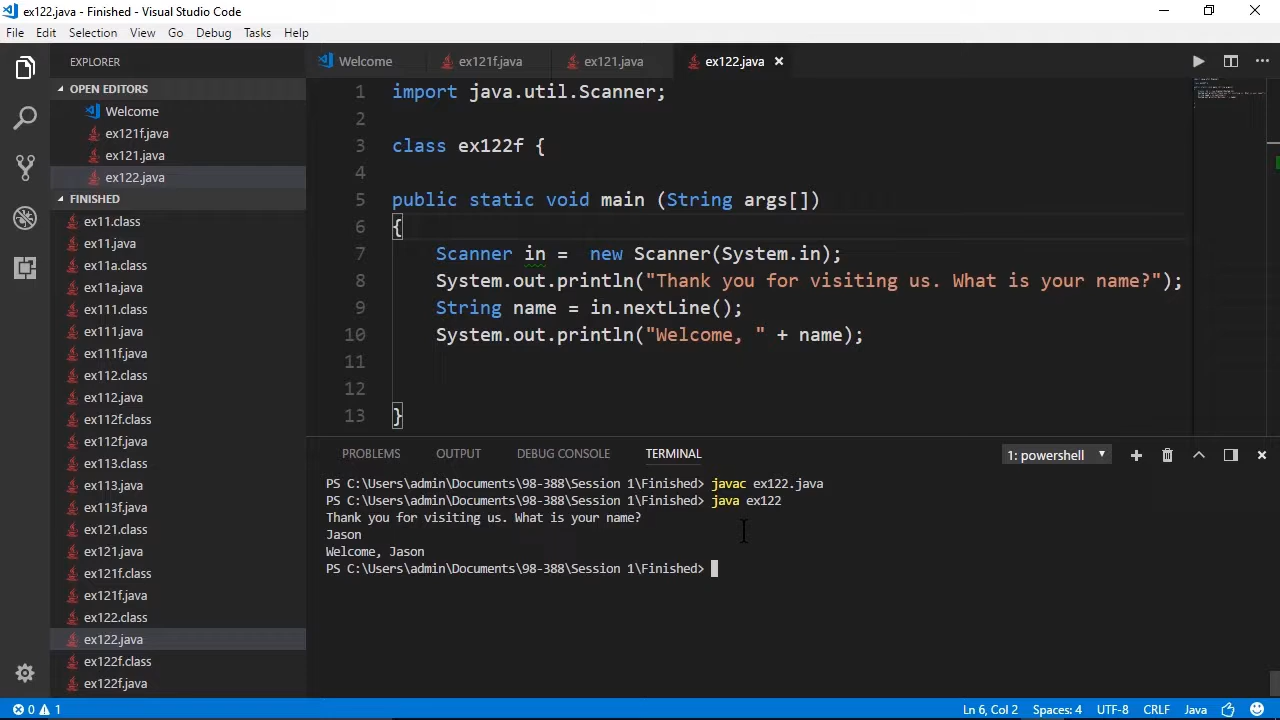 ex122.java - Finished - Visual Studio Code
File Edit Selection View Go Debug Tasks Help
EXPLORER
OPEN EDITORS
Welcome
ex121f.java
ex121.java
ex122.java
FINISHED
ex11.class
ex11.java
ex11a.class
ex11a.java
ex111.class
ex111.java
ex111f.java
ex112.class
ex112.java
ex112f.class
ex112f.java
ex113.class
ex113.java
ex113f.java
ex121.class
ex121.java
ex121f.class
ex121f.java
ex122.class
ex122.java
ex122f.class
ex122f.java
Welcome ex121f.java ex121.java ex122.java
1 import java.util.Scanner;
2
3 class ex122f {
4
5 public static void main (String args[])
6 {
7 Scanner in =  new Scanner(System.in);
8 System.out.println("Thank you for visiting us. What is your name?");
9 String name = in.nextLine();
10 System.out.println("Welcome, " + name);
11
12
13 }
PROBLEMS OUTPUT DEBUG CONSOLE TERMINAL 1: powershell
PS C:\Users\admin\Documents\98-388\Session 1\Finished> javac ex122.java
PS C:\Users\admin\Documents\98-388\Session 1\Finished> java ex122
Thank you for visiting us. What is your name?
Jason
Welcome, Jason
PS C:\Users\admin\Documents\98-388\Session 1\Finished>
0 1 Ln 6, Col 2 Spaces: 4 UTF-8 CRLF Java